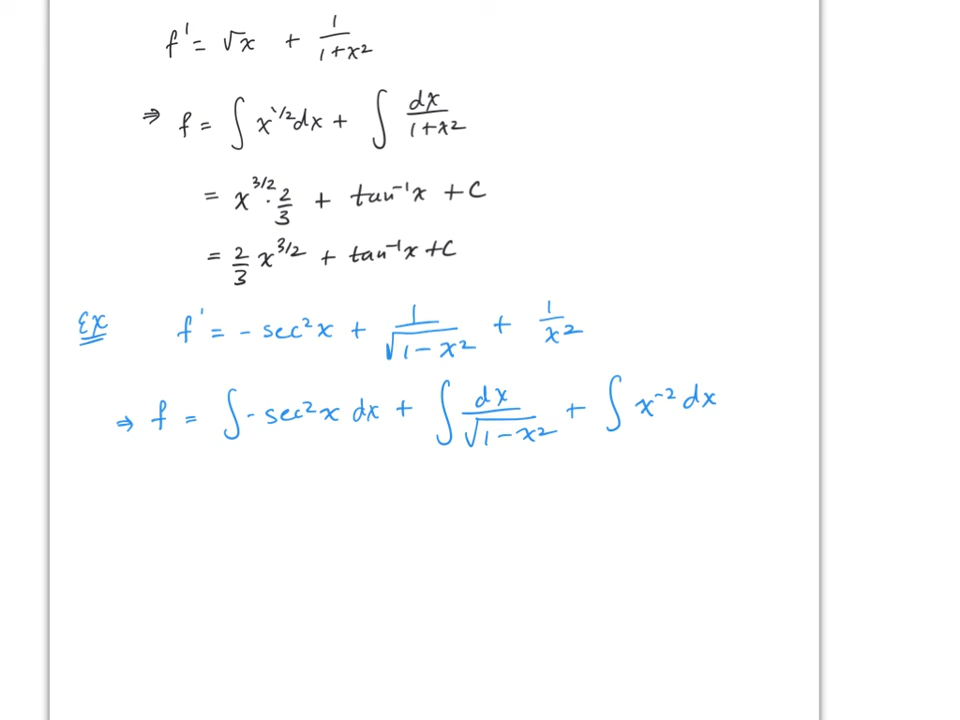 f' = √x + 1/(1+x²)
⇒ f = ∫ x^(1/2) dx + ∫ dx/(1+x²)
= x^(3/2) · 2/3 + tan⁻¹x + C
= 2/3 x^(3/2) + tan⁻¹x + C
Ex f' = - sec²x + 1/√(1-x²) + 1/x²
⇒ f = ∫ - sec²x dx + ∫ dx/√(1-x²) + ∫ x⁻² dx